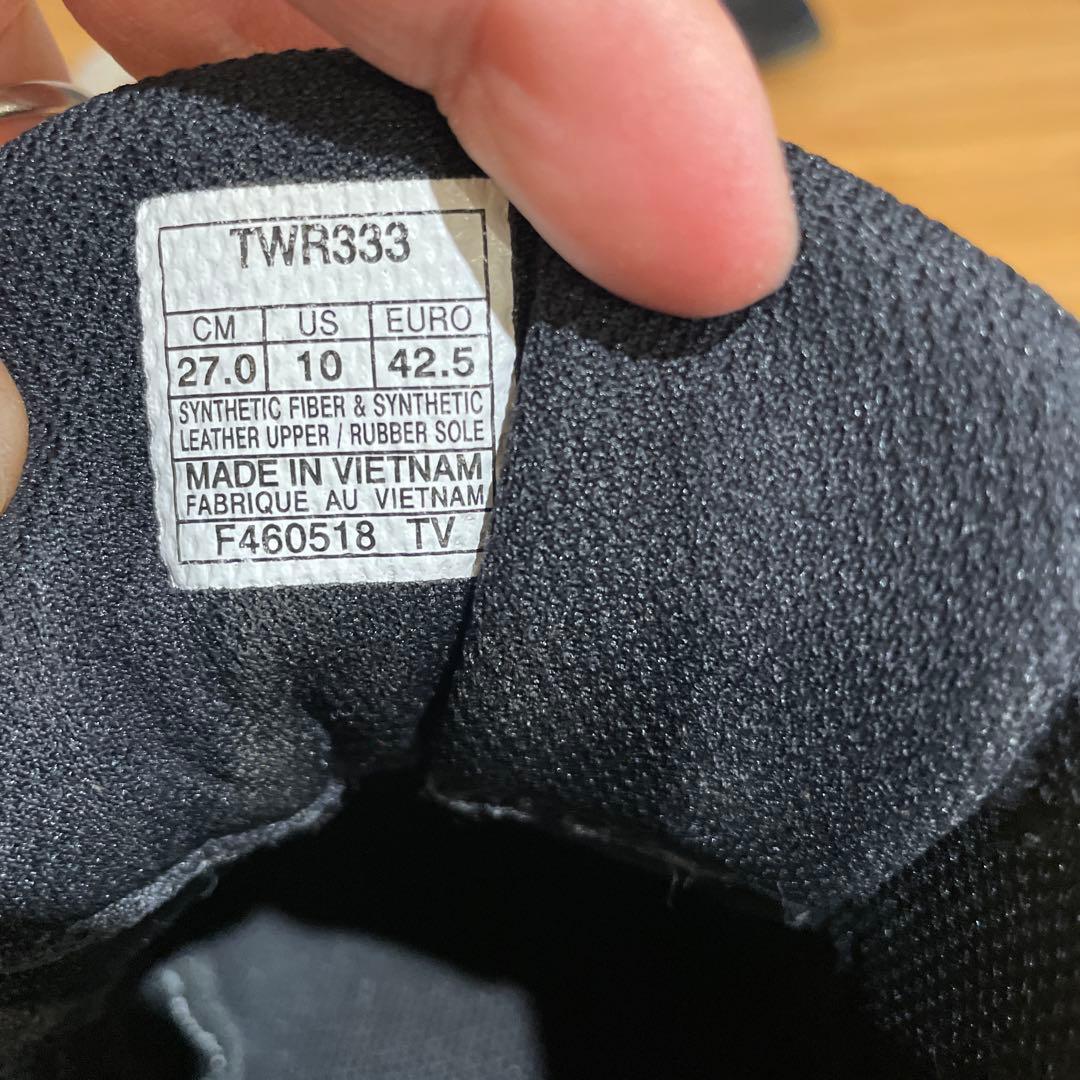 TWR333
CM US EURO
27.0 10 42.5
SYNTHETIC FIBER & SYNTHETIC
LEATHER UPPER / RUBBER SOLE
MADE IN VIETNAM
FABRIQUE AU VIETNAM
F460518 TV